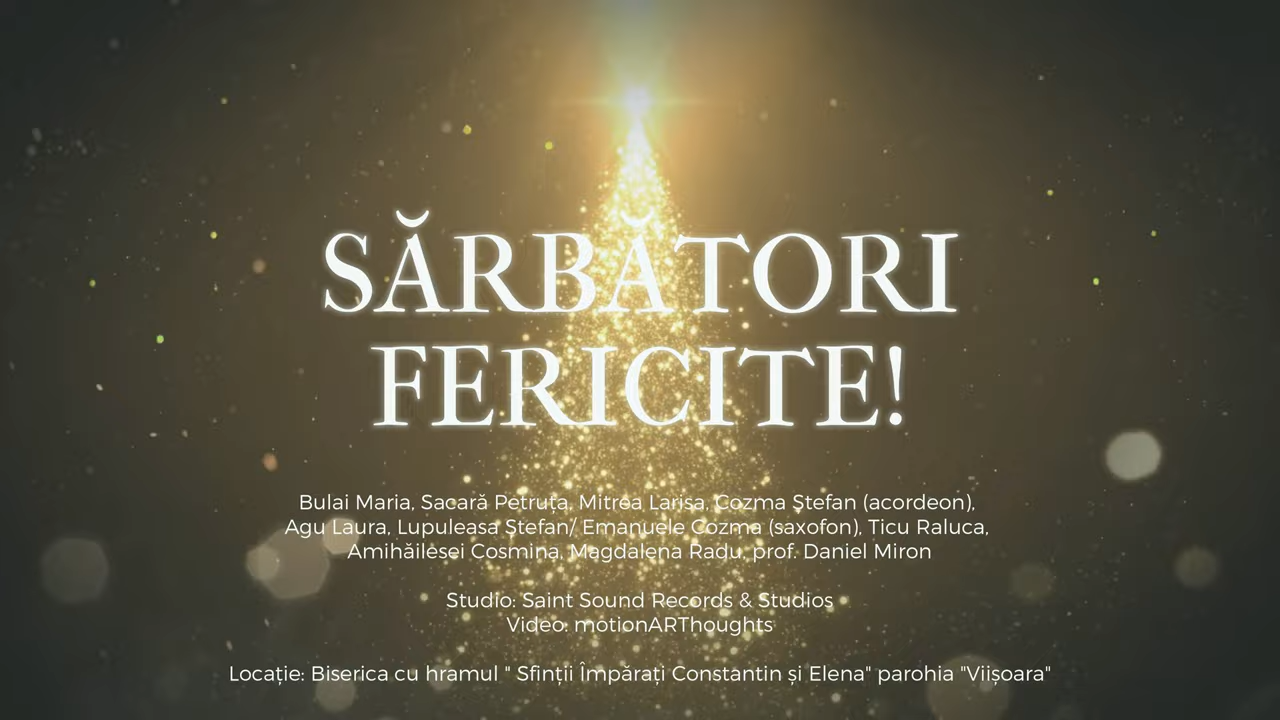 SĂRBĂTORI
FERICITE!
Bulai Maria, Sacară Petruța, Mitrea Larisa, Cozma Ștefan (acordeon),
Agu Laura, Lupuleasa Ștefan/ Emanuele Cozma (saxofon), Ticu Raluca,
Amihăilesei Cosmina, Magdalena Radu, prof. Daniel Miron
Studio: Saint Sound Records & Studios
Video: motionARThoughts
Locație: Biserica cu hramul " Sfinții Împărați Constantin și Elena" parohia "Viișoara"